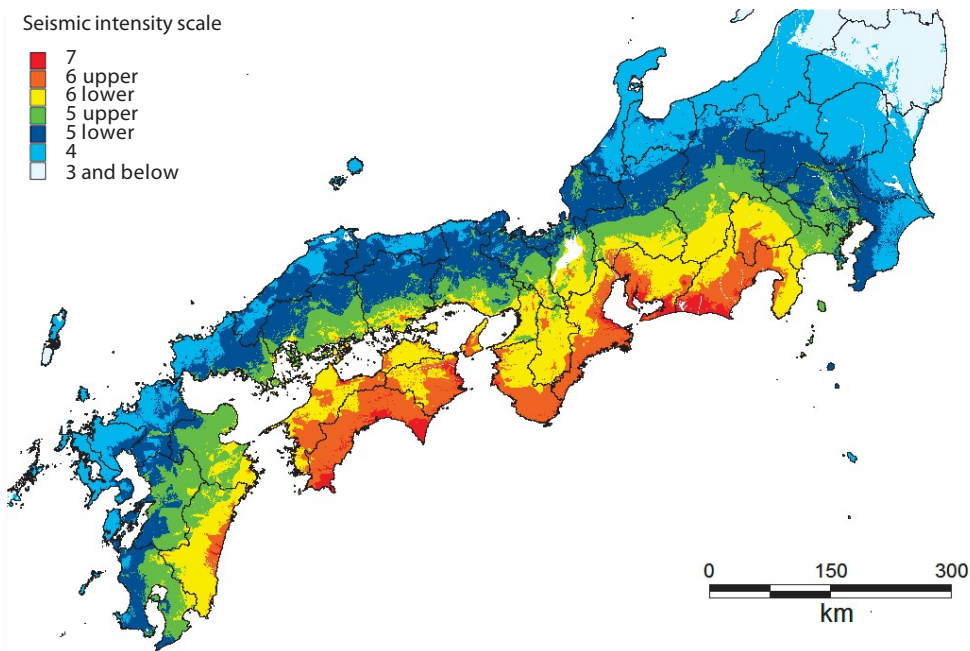 Seismic intensity scale
7
6 upper
6 lower
5 upper
5 lower
4
3 and below
0 150 300
km